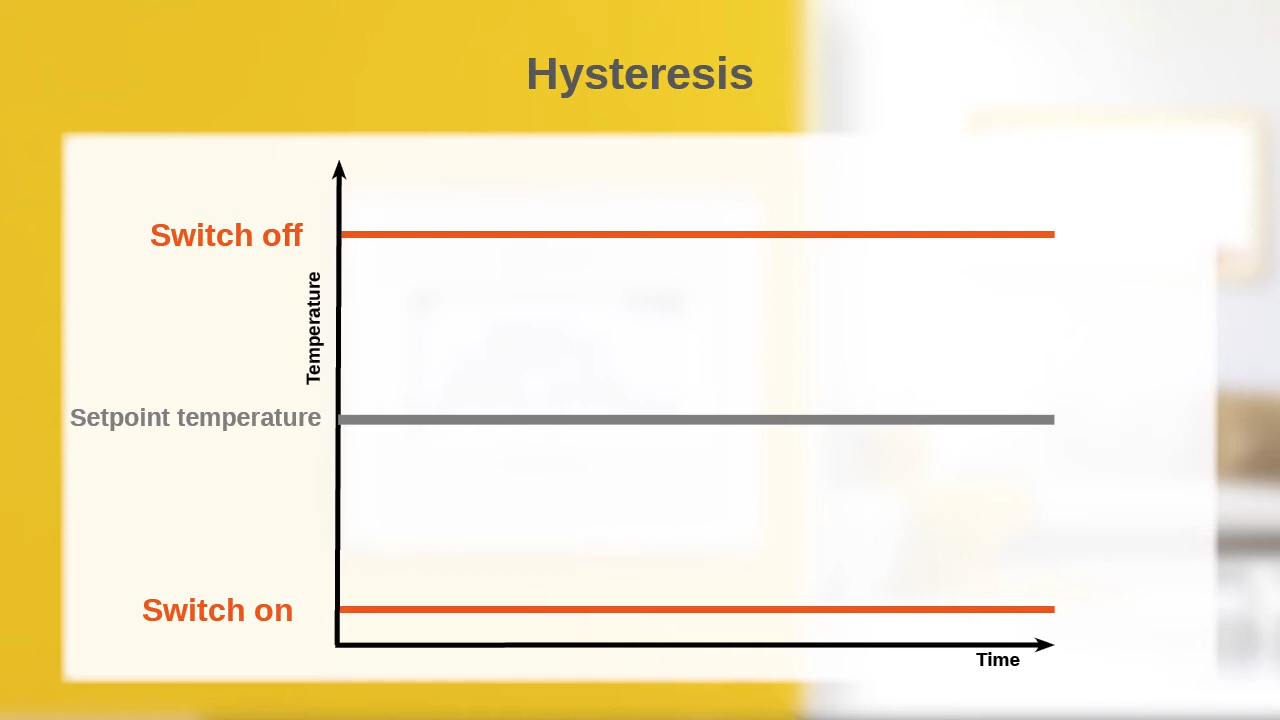 Hysteresis
Switch off
Temperature
Setpoint temperature
Switch on
Time